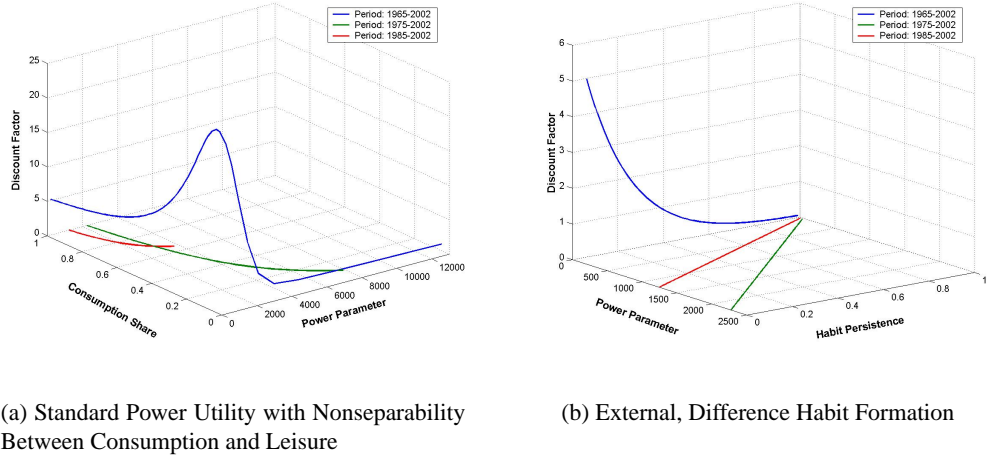 Period: 1965-2002
Period: 1975-2002
Period: 1985-2002
25
20
15
10
5
0
Discount Factor
1
0.8
0.6
0.4
0.2
0
Consumption Share
0
2000
4000
6000
8000
10000
12000
Power Parameter
Period: 1965-2002
Period: 1975-2002
Period: 1985-2002
6
5
4
3
2
1
0
Discount Factor
0
500
1000
1500
2000
2500
Power Parameter
0
0.2
0.4
0.6
0.8
1
Habit Persistence
(a) Standard Power Utility with Nonseparability
Between Consumption and Leisure
(b) External, Difference Habit Formation